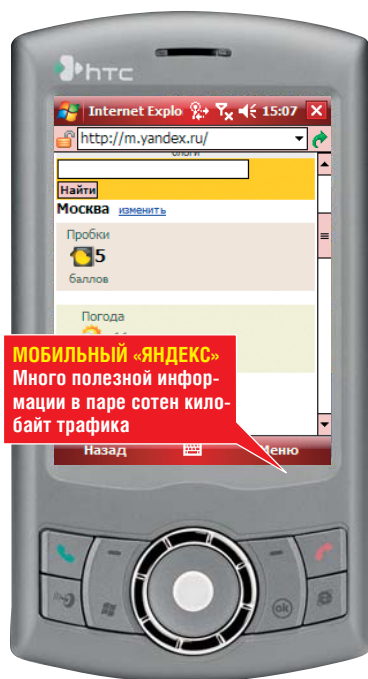 htc
Internet Explo 15:07
http://m.yandex.ru/
Найти
Москва изменить
Пробки
5
баллов
Погода
МОБИЛЬНЫЙ «ЯНДЕКС»
Много полезной инфор-
мации в паре сотен кило-
байт трафика
Назад Меню
ok